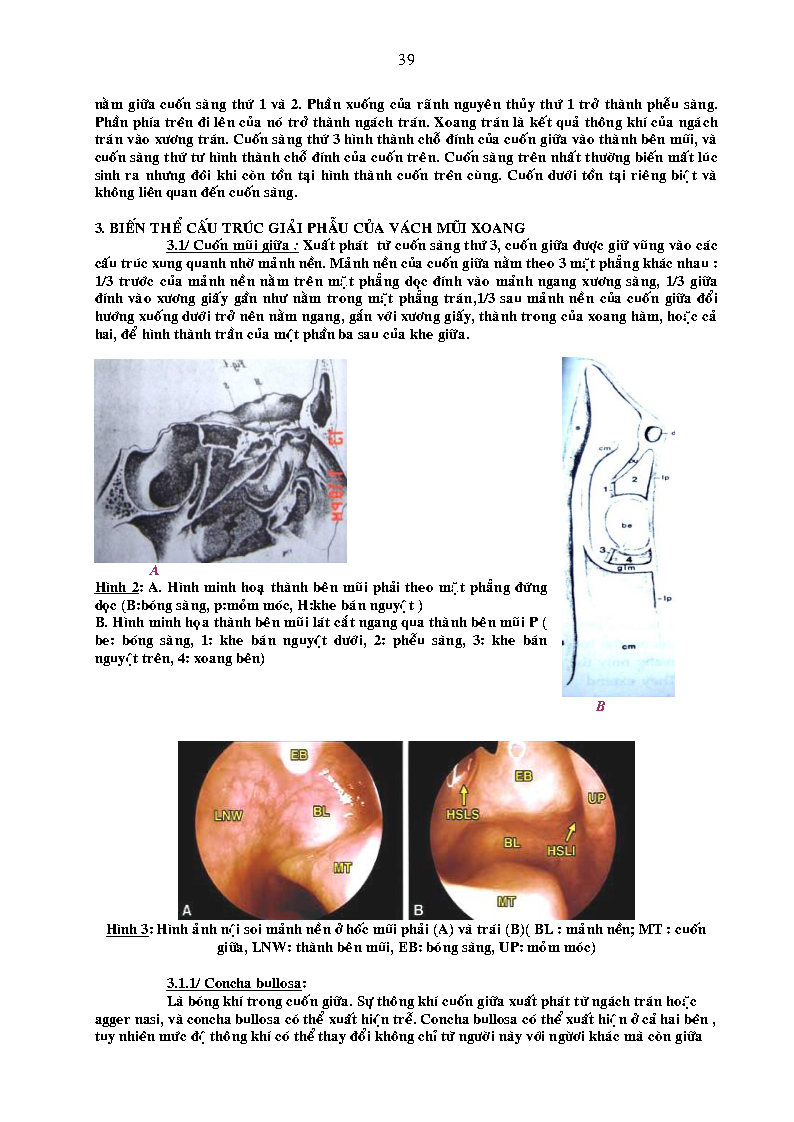 39
nằm giữa cuốn sàng thứ 1 và 2. Phần xuống của rãnh nguyên thủy thứ 1 trở thành phễu sàng.
Phần phía trên đi lên của nó trở thành ngách trán. Xoang trán là kết quả thông khí của ngách
trán vào xương trán. Cuốn sàng thứ 3 hình thành chỗ đính của cuốn giữa vào thành bên mũi, và
cuốn sàng thứ tư hình thành chỗ đính của cuốn trên. Cuốn sàng trên nhất thường biến mất lúc
sinh ra nhưng đôi khi còn tồn tại hình thành cuốn trên cùng. Cuốn dưới tồn tại riêng biệt và
không liên quan đến cuốn sàng.
3. BIẾN THỂ CẤU TRÚC GIẢI PHẪU CỦA VÁCH MŨI XOANG
3.1/ Cuốn mũi giữa : Xuất phát từ cuốn sàng thứ 3, cuốn giữa được giữ vững vào các
cấu trúc xung quanh nhờ mảnh nền. Mảnh nền của cuốn giữa nằm theo 3 mặt phẳng khác nhau :
1/3 trước của mảnh nền nằm trên mặt phẳng dọc đính vào mảnh ngang xương sàng, 1/3 giữa
đính vào xương giấy gần như nằm trong mặt phẳng trán,1/3 sau mảnh nền của cuốn giữa đổi
hướng xuống dưới trở nên nằm ngang, gắn với xương giấy, thành trong của xoang hàm, hoặc cả
hai, để hình thành trần của một phần ba sau của khe giữa.
A
Hình 2: A. Hình minh hoạ thành bên mũi phải theo mặt phẳng đứng
dọc (B:bóng sàng, p:mỏm móc, H:khe bán nguyệt )
B. Hình minh họa thành bên mũi lát cắt ngang qua thành bên mũi P (
be: bóng sàng, 1: khe bán nguyệt dưới, 2: phễu sàng, 3: khe bán
nguyệt trên, 4: xoang bên)
s
d
cm
2
lp
1
be
3
4
glm
lp
cm
B
EB
LNW
BL
MT
A
EB
UP
HSLS
BL
HSLI
MT
B
Hình 3: Hình ảnh nội soi mảnh nền ở hốc mũi phải (A) và trái (B)( BL : mảnh nền; MT : cuốn
giữa, LNW: thành bên mũi, EB: bóng sàng, UP: mỏm móc)
3.1.1/ Concha bullosa:
Là bóng khí trong cuốn giữa. Sự thông khí cuốn giữa xuất phát từ ngách trán hoặc
agger nasi, và concha bullosa có thể xuất hiện trễ. Concha bullosa có thể xuất hiện ở cả hai bên ,
tuy nhiên mức độ thông khí có thể thay đổi không chỉ từ người này với ngừơi khác mà còn giữa